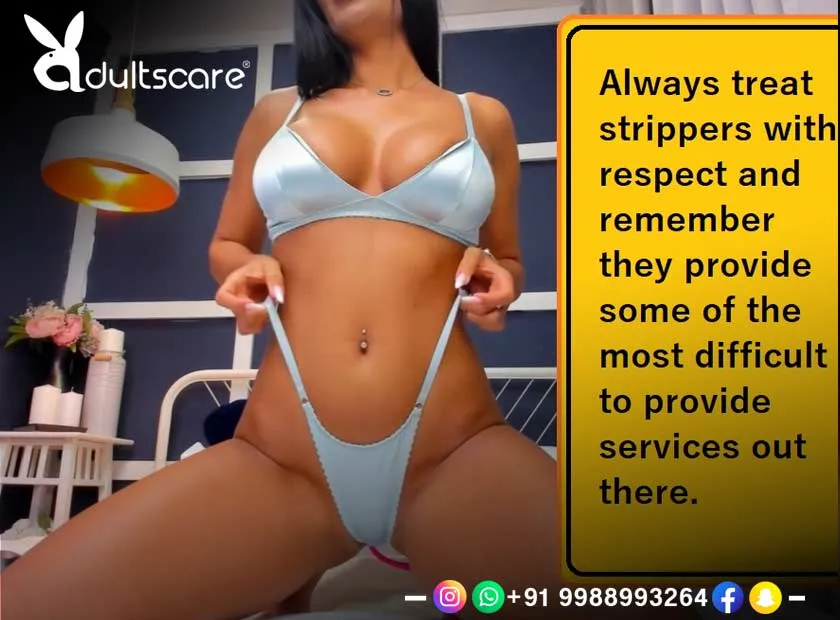 adultscare®
Always treat
strippers with
respect and
remember
they provide
some of the
most difficult
to provide
services out
there.
+91 9988993264